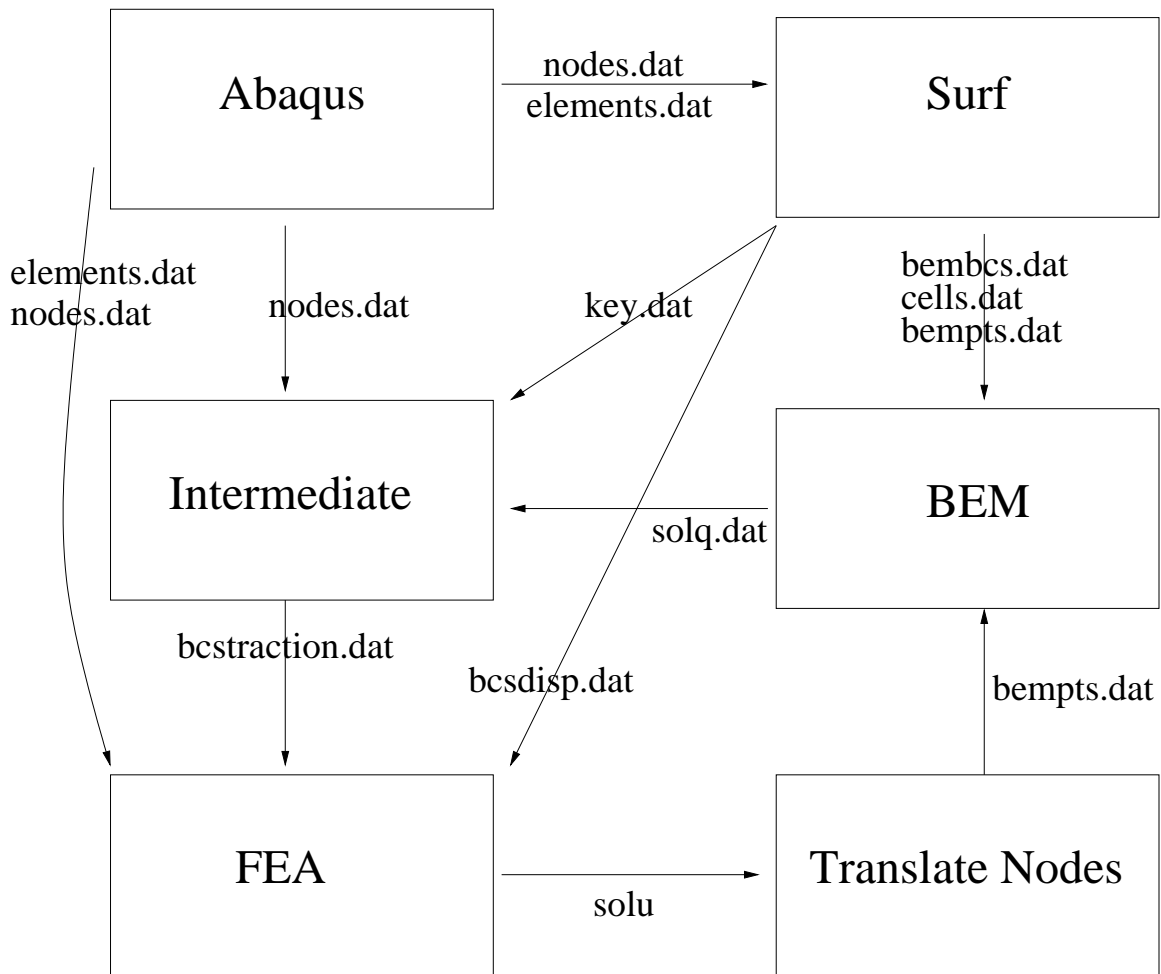 Abaqus
nodes.dat
elements.dat
Surf
elements.dat
nodes.dat
nodes.dat
key.dat
bembcs.dat
cells.dat
bempts.dat
Intermediate
solq.dat
BEM
bcstraction.dat
bcsdisp.dat
bempts.dat
FEA
solu
Translate Nodes